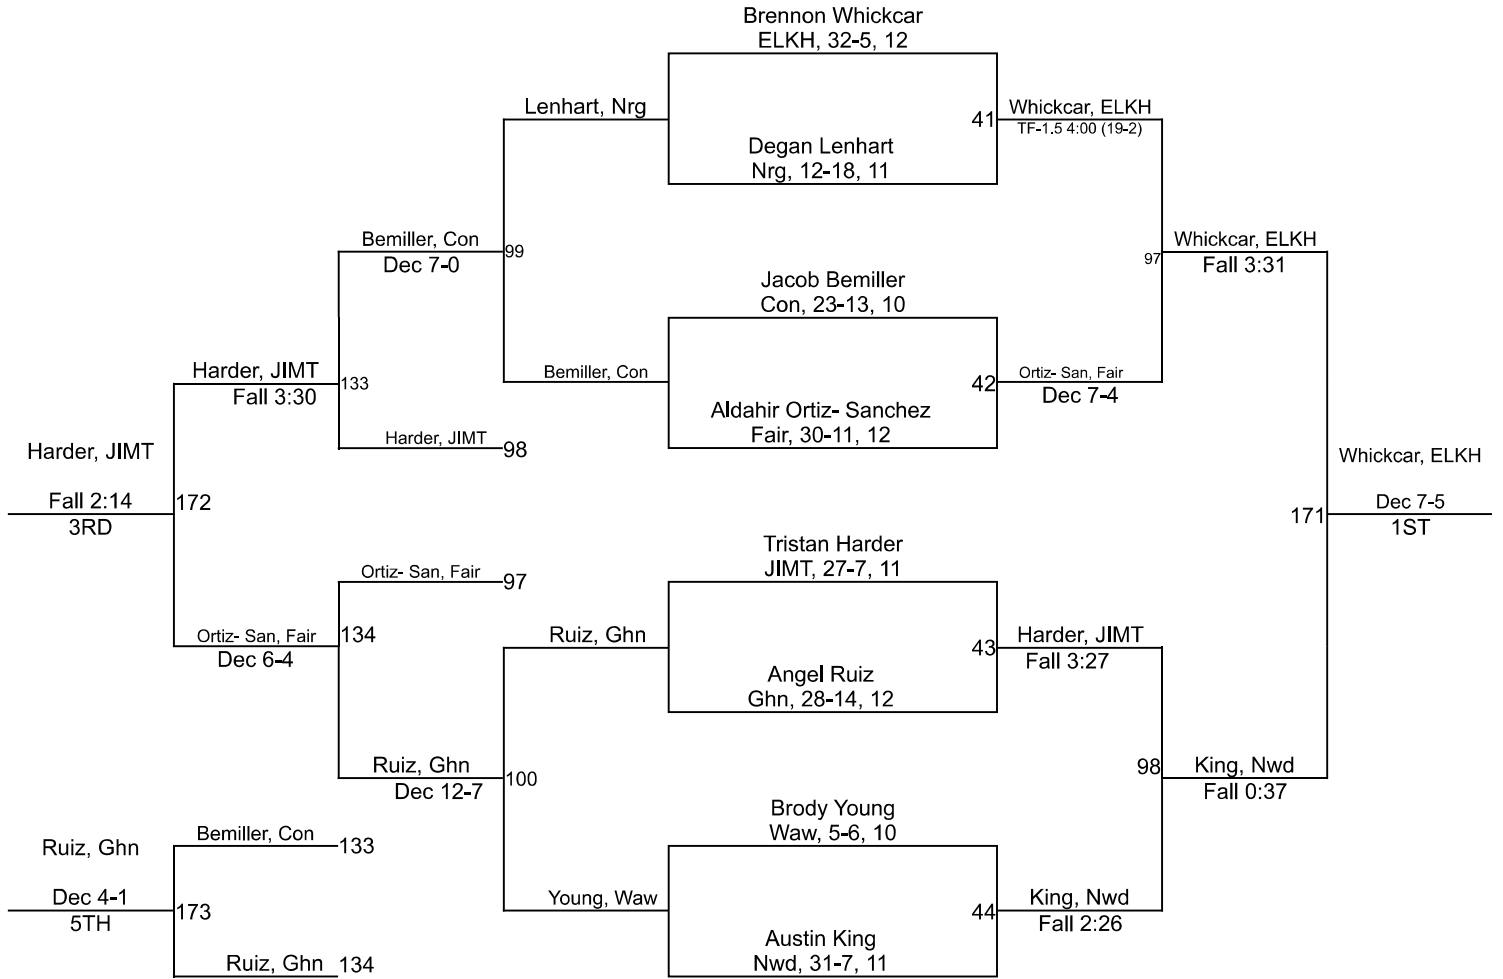 Brennon Whickcar
ELKH, 32-5, 12
Lenhart, Nrg
41
Whickcar, ELKH
TF-1.5 4:00 (19-2)
Degan Lenhart
Nrg, 12-18, 11
Bemiller, Con
Dec 7-0
99
97
Whickcar, ELKH
Fall 3:31
Jacob Bemiller
Con, 23-13, 10
Harder, JIMT
Fall 3:30
133
Bemiller, Con
42
Ortiz- San, Fair
Dec 7-4
Aldahir Ortiz- Sanchez
Fair, 30-11, 12
Harder, JIMT
98
Harder, JIMT
Fall 2:14
3RD
172
Whickcar, ELKH
171
Dec 7-5
1ST
Tristan Harder
JIMT, 27-7, 11
Ortiz- San, Fair
97
Ortiz- San, Fair
Dec 6-4
134
Ruiz, Ghn
43
Harder, JIMT
Fall 3:27
Angel Ruiz
Ghn, 28-14, 12
Ruiz, Ghn
Dec 12-7
100
98
King, Nwd
Fall 0:37
Brody Young
Waw, 5-6, 10
Bemiller, Con
133
Ruiz, Ghn
Dec 4-1
5TH
173
Young, Waw
44
King, Nwd
Fall 2:26
Austin King
Nwd, 31-7, 11
Ruiz, Ghn
134